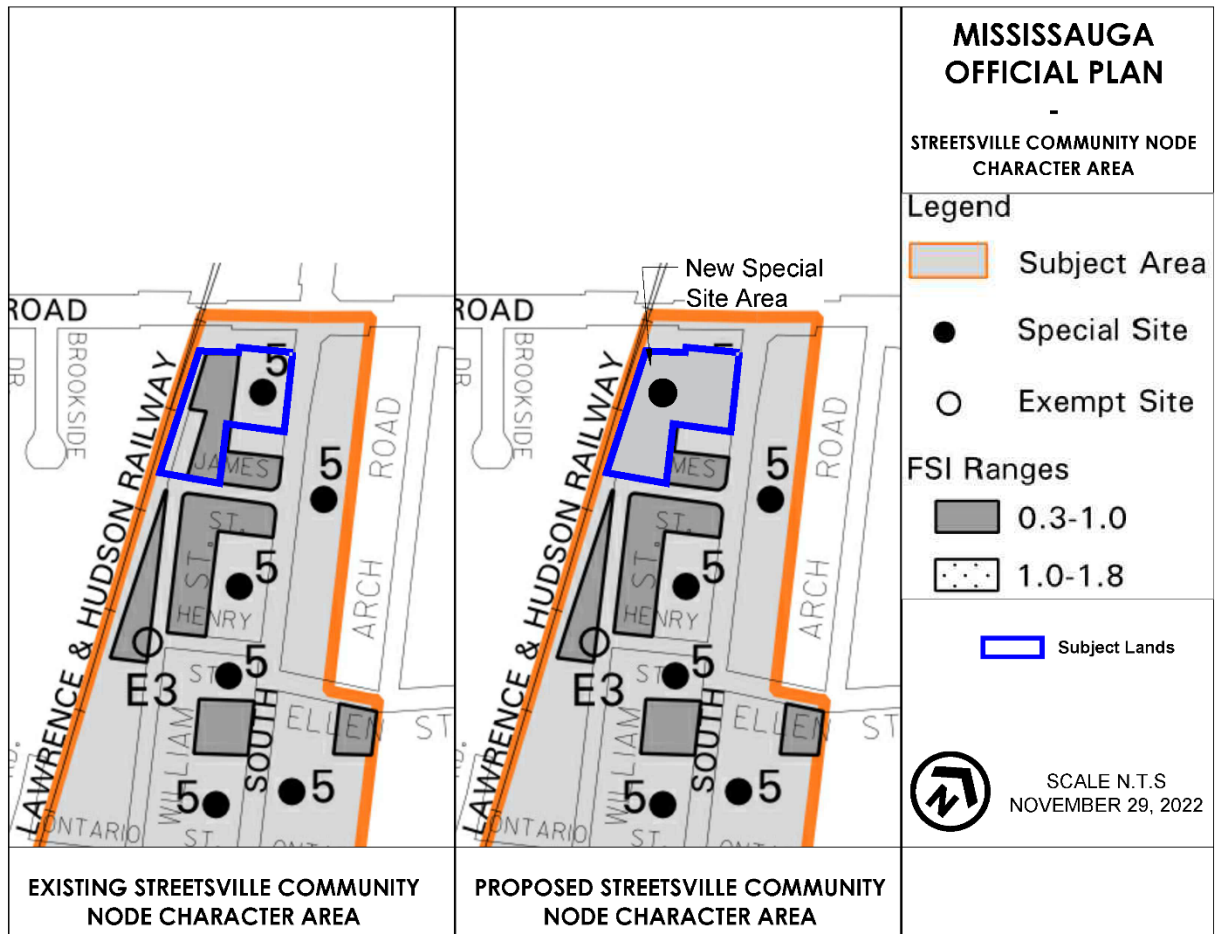 ROAD
BROOKSIDE
DR.
LAWRENCE & HUDSON RAILWAY
5
JAMES
ST.
5
ROAD
ARCH
ST.
5
HENRY
E3
ST.
5
WILLIAM
SOUTH
ELLEN ST
5
5
ONTARIO
ST.
EXISTING STREETSVILLE COMMUNITY
NODE CHARACTER AREA
New Special
Site Area
ROAD
BROOKSIDE
DR.
LAWRENCE & HUDSON RAILWAY
MES
ST.
5
ROAD
ARCH
ST.
5
HENRY
E3
ST.
5
WILLIAM
SOUTH
ELLEN ST
5
5
ONTARIO
ST.
PROPOSED STREETSVILLE COMMUNITY
NODE CHARACTER AREA
MISSISSAUGA
OFFICIAL PLAN
-
STREETSVILLE COMMUNITY NODE
CHARACTER AREA
Legend
Subject Area
Special Site
Exempt Site
FSI Ranges
0.3-1.0
1.0-1.8
Subject Lands
N
SCALE N.T.S
NOVEMBER 29, 2022